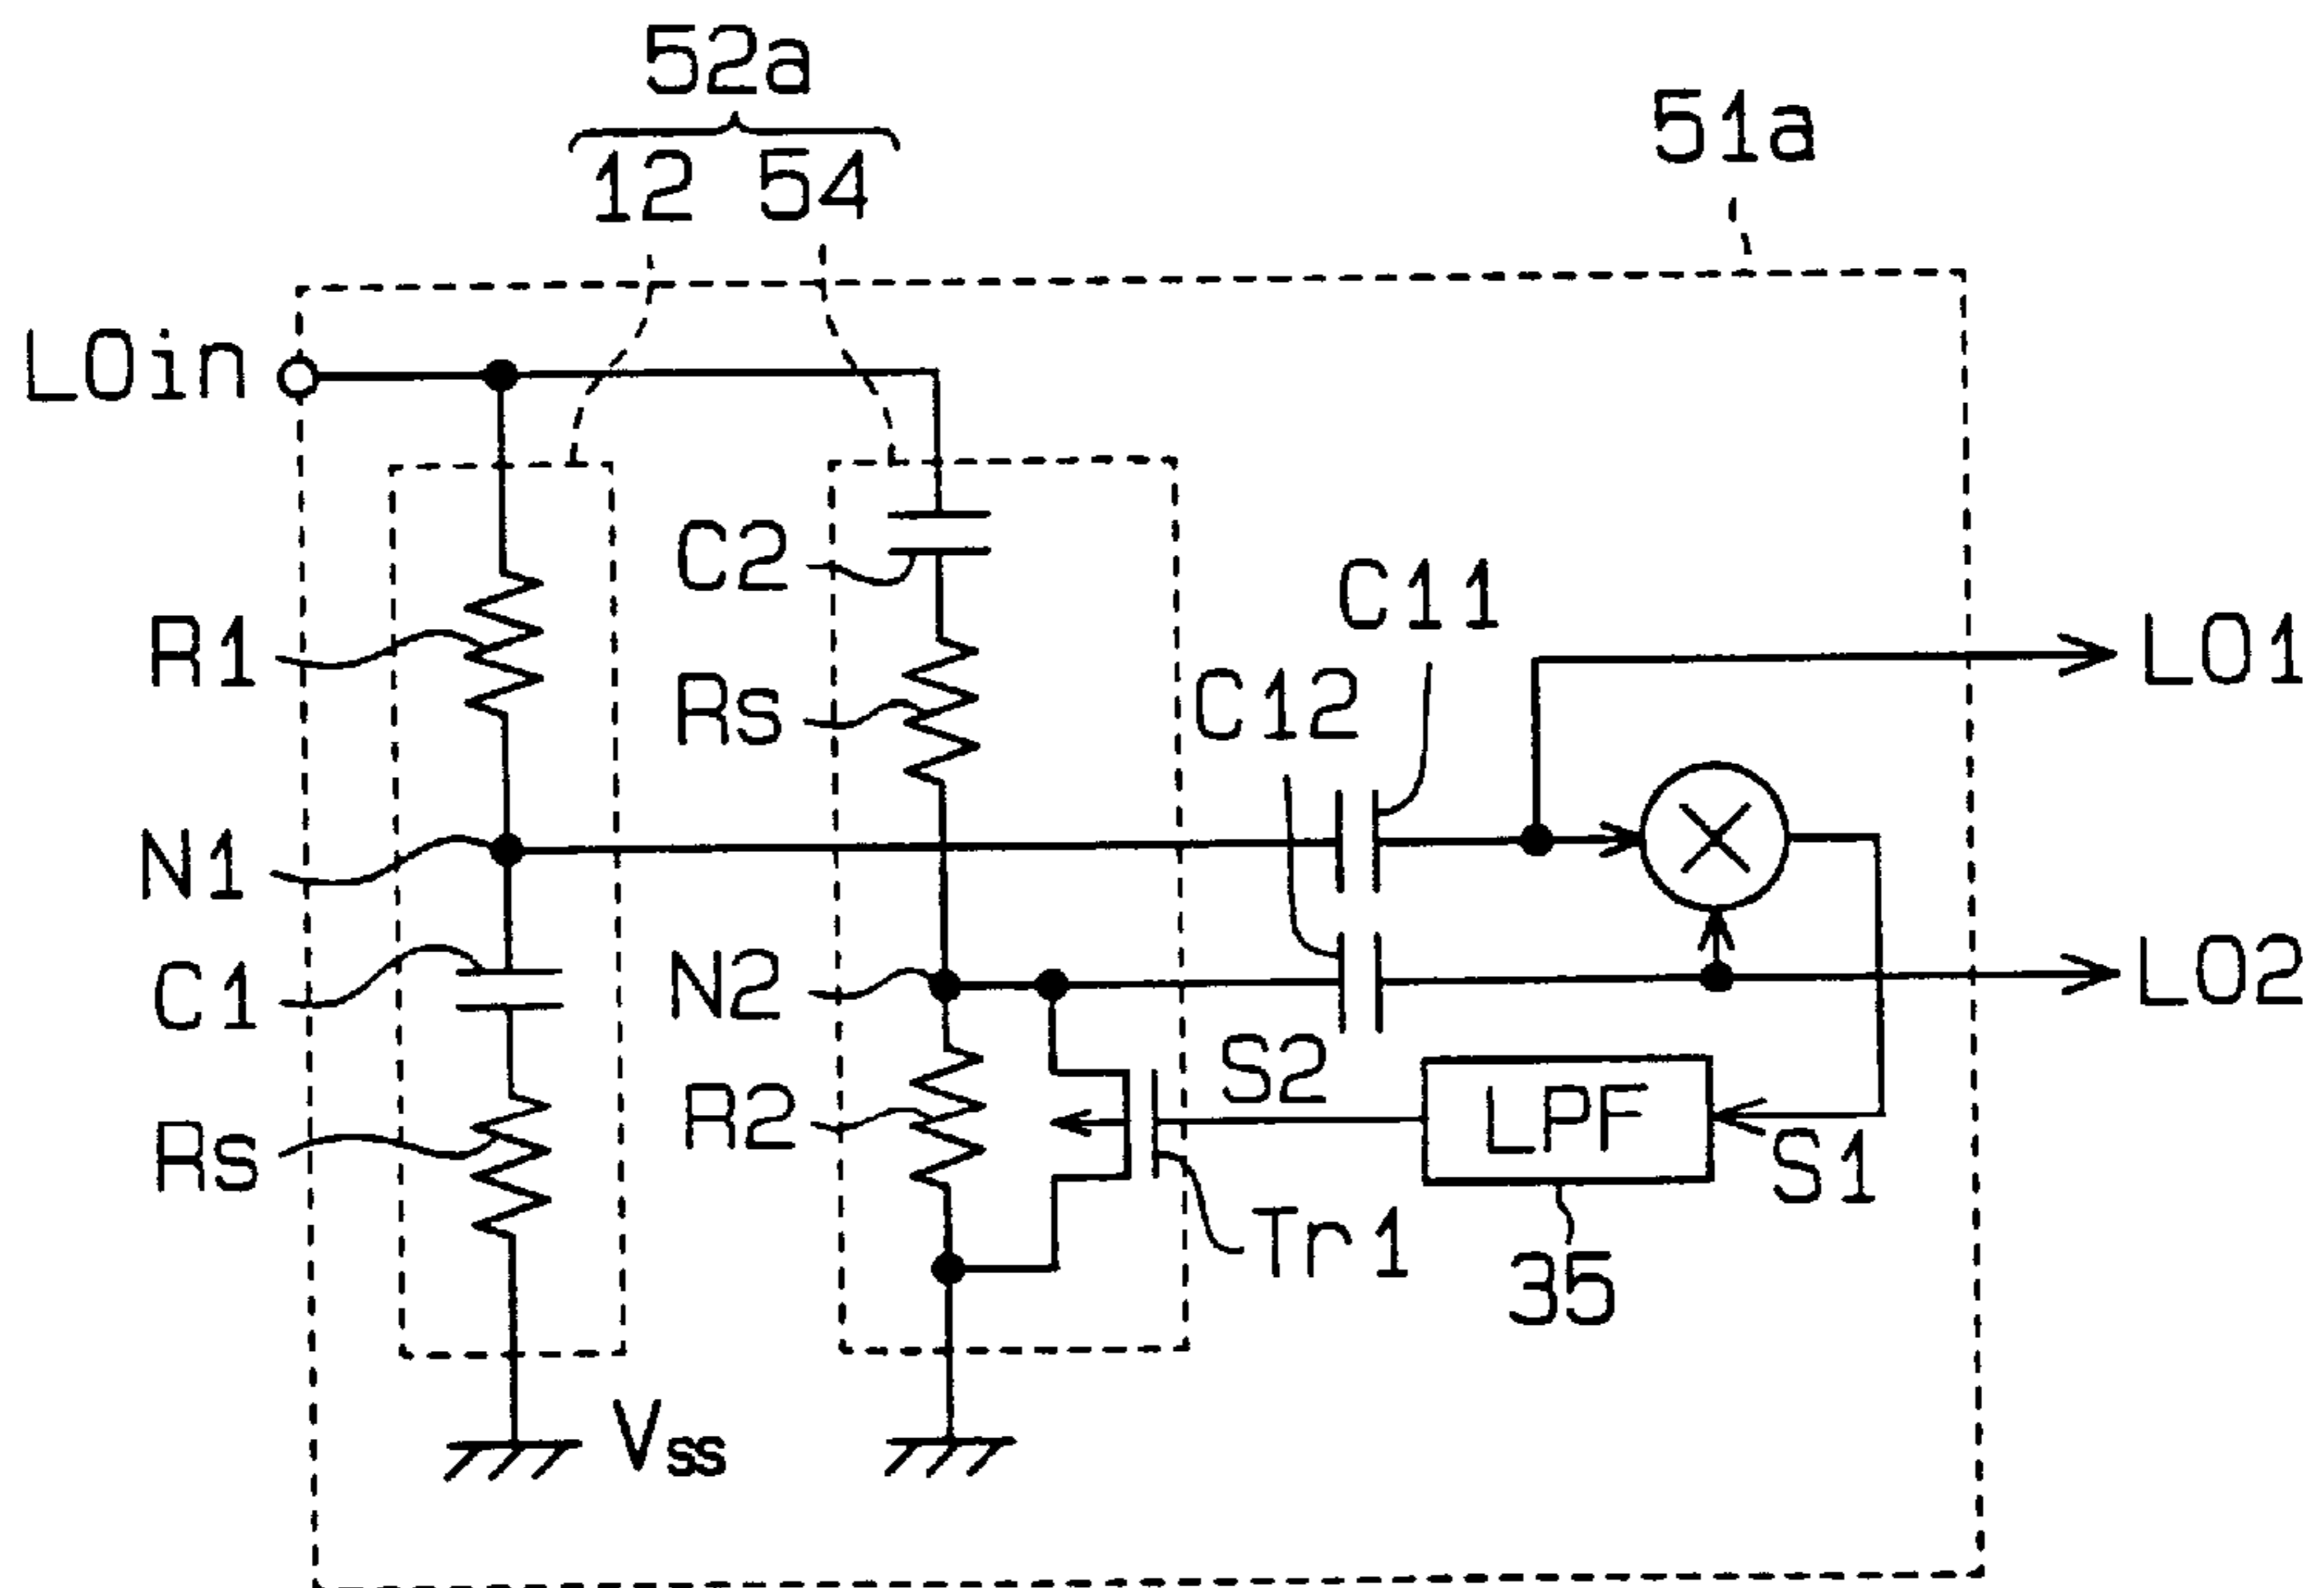 52a
12 54
51a
LOin
C2
C11
R1
Rs
C12
LO1
N1
C1
N2
S2
LO2
R2
LPF
Rs
S1
Tr1
35
Vss